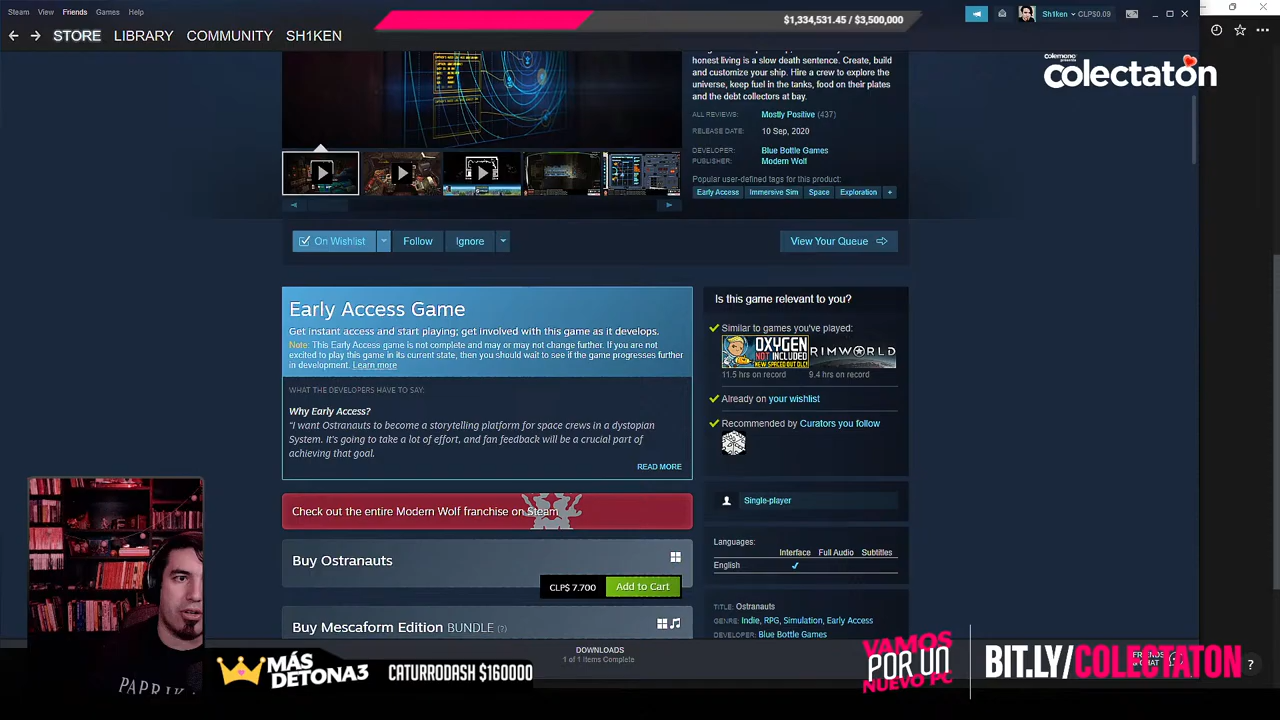 Steam View Friends Games Help
$1,334,531.45 / $3,500,000
Sh1ken CLP$0.09
STORE LIBRARY COMMUNITY SH1KEN
colectaton
honest living is a slow death sentence. Create, build
and customize your ship. Hire a crew to explore the
universe, keep fuel in the tanks, food on their plates
and the debt collectors at bay.
ALL REVIEWS: Mostly Positive (437)
RELEASE DATE: 10 Sep, 2020
DEVELOPER: Blue Bottle Games
PUBLISHER: Modern Wolf
Popular user-defined tags for this product:
Early Access Immersive Sim Space Exploration +
On Wishlist Follow Ignore View Your Queue
Early Access Game
Get instant access and start playing; get involved with this game as it develops.
Note: This Early Access game is not complete and may or may not change further. If you are
not excited to play this game in its current state, then you should wait to see if the game progresses further
in development. Learn more
WHAT THE DEVELOPERS HAVE TO SAY:
Why Early Access?
"I want Ostranauts to become a storytelling platform for space crews in a dystopian
System. It's going to take a lot of effort, and fan feedback will be a crucial part of
achieving that goal.
READ MORE
Is this game relevant to you?
Similar to games you've played:
OXYGEN
NOT INCLUDED
NEW SPACED OUT DLC!
RIMWORLD
11.5 hrs on record 9.4 hrs on record
Already on your wishlist
Recommended by Curators you follow
Single-player
Languages:
Interface Full Audio Subtitles
English
Check out the entire Modern Wolf franchise on Steam
Buy Ostranauts
CLP$ 7.700 Add to Cart
Buy Mescaform Edition BUNDLE (?)
TITLE: Ostranauts
GENRE: Indie, RPG, Simulation, Early Access
DEVELOPER: Blue Bottle Games
DOWNLOADS
1 of 1 Items Complete
FRIENDS
& CHAT
?
PAPRIK
MÁS
DETONA3
CATURRODASH $160000
VAMOS
POR UN
NUEVO PC
BIT.LY/COLECTATON